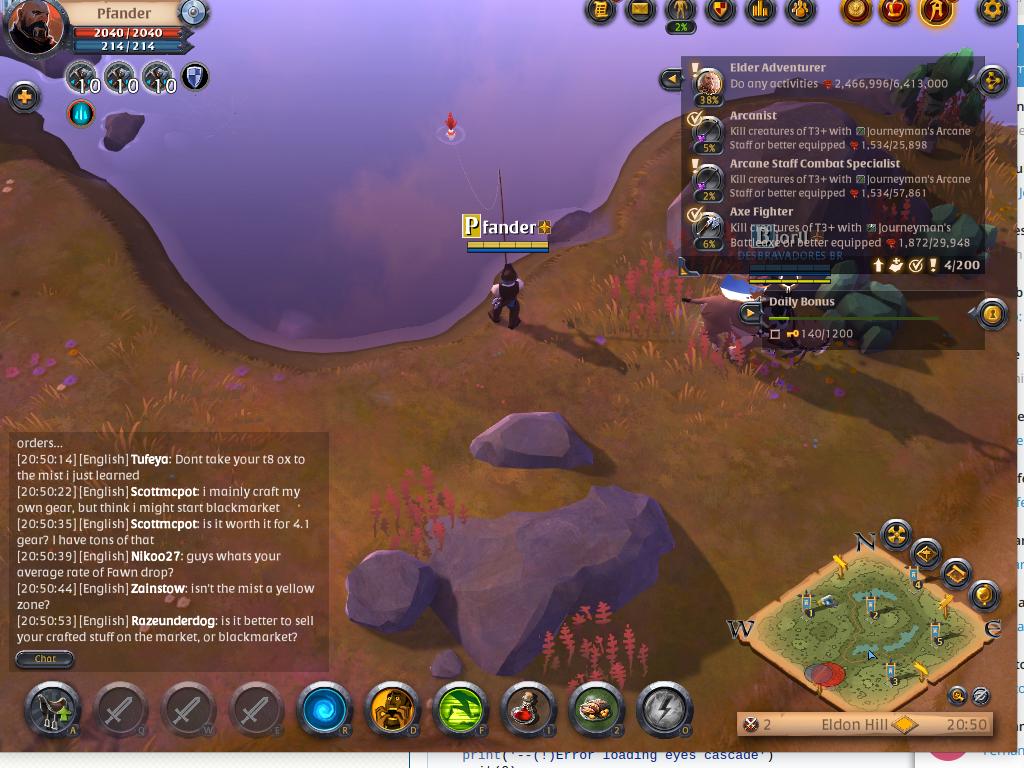 Pfander
2040 / 2040
214 / 214
10 10 10
2%
Elder Adventurer
Do any activities 2,466,996/6,413,000
38%
Arcanist
Kill creatures of T3+ with Journeyman's Arcane
Staff or better equipped 1,534/25,898
5%
Arcane Staff Combat Specialist
Kill creatures of T3+ with Journeyman's Arcane
Staff or better equipped 1,534/57,861
2%
Axe Fighter
Kill creatures of T3+ with Journeyman's
Battleaxe or better equipped 1,872/29,948
6%
DESBRAVADORES BR
4/200
Daily Bonus
140/1200
Pfander
orders...
[20:50:14] [English] Tufeya: Dont take your t8 ox to
the mist i just learned
[20:50:22] [English] Scottmcpot: i mainly craft my
own gear, but think i might start blackmarket
[20:50:35] [English] Scottmcpot: is it worth it for 4.1
gear? I have tons of that
[20:50:39] [English] Nikoo27: guys whats your
average rate of Fawn drop?
[20:50:44] [English] Zainstow: isn't the mist a yellow
zone?
[20:50:53] [English] Razeunderdog: is it better to sell
your crafted stuff on the market, or blackmarket?
Chat
A Q W E R D F 1 2 O
N
W
E
4
2
5
3
2 Eldon Hill 20:50
print('--(!)Error loading eyes cascade')